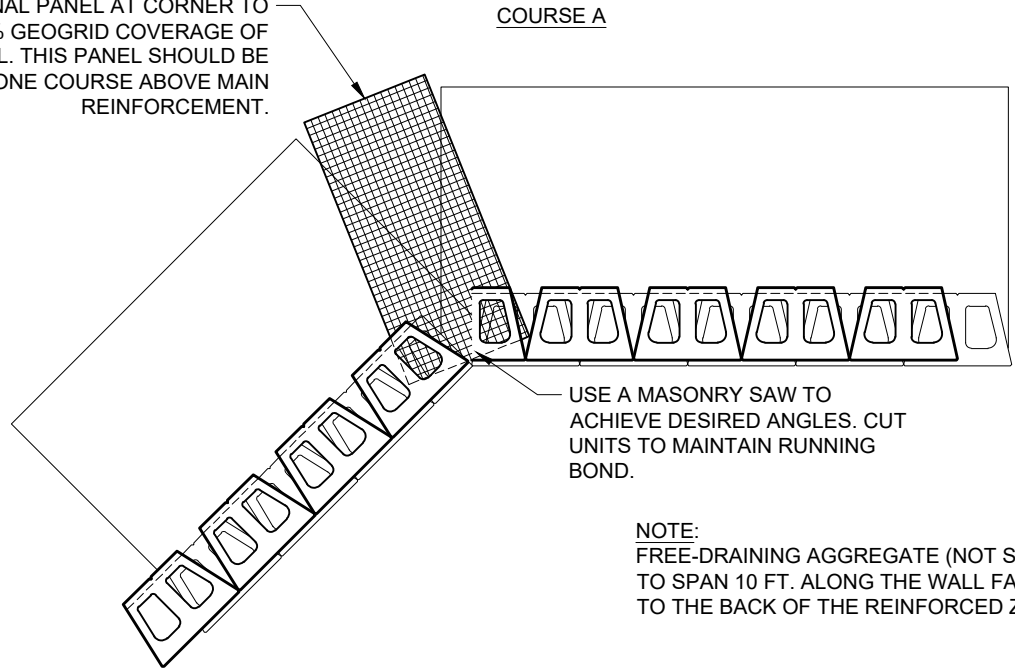 NAL PANEL AT CORNER TO
% GEOGRID COVERAGE OF
L. THIS PANEL SHOULD BE
ONE COURSE ABOVE MAIN
REINFORCEMENT.
COURSE A
USE A MASONRY SAW TO
ACHIEVE DESIRED ANGLES. CUT
UNITS TO MAINTAIN RUNNING
BOND.
NOTE:
FREE-DRAINING AGGREGATE (NOT S
TO SPAN 10 FT. ALONG THE WALL FA
TO THE BACK OF THE REINFORCED Z